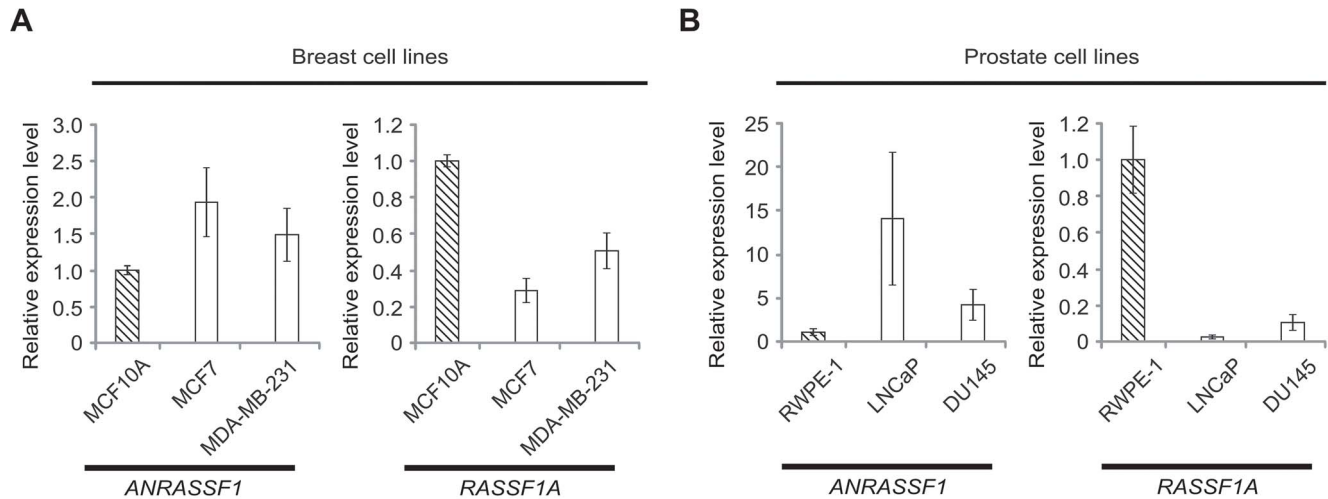 A
Breast cell lines
Relative expression level
3.0
2.5
2.0
1.5
1.0
0.5
0
MCF10A
MCF7
MDA-MB-231
ANRASSF1
Relative expression level
1.2
1.0
0.8
0.6
0.4
0.2
0
MCF10A
MCF7
MDA-MB-231
RASSF1A
B
Prostate cell lines
Relative expression level
25
20
15
10
5
0
RWPE-1
LNCaP
DU145
ANRASSF1
Relative expression level
1.2
1.0
0.8
0.6
0.4
0.2
0
RWPE-1
LNCaP
DU145
RASSF1A